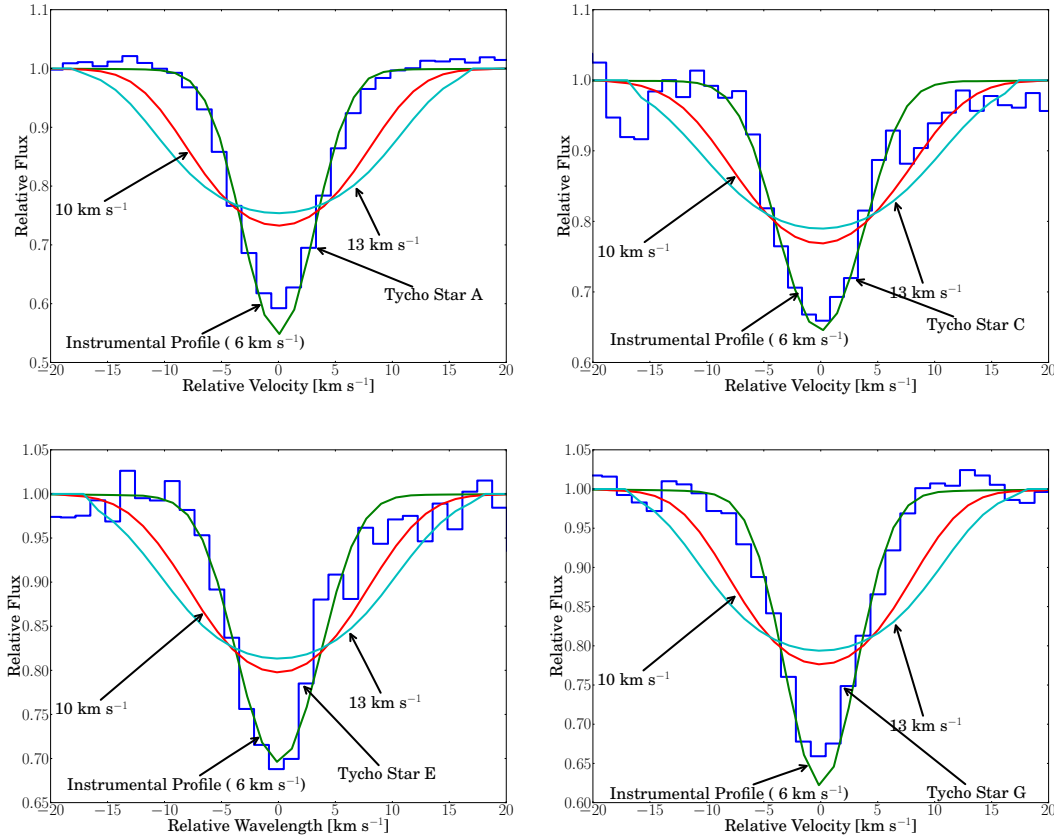 1.1
1.0
0.9
0.8
0.7
0.6
0.5
Relative Flux
10 km s⁻¹
13 km s⁻¹
Tycho Star A
Instrumental Profile ( 6 km s⁻¹)
−20 −15 −10 −5 0 5 10 15 20
Relative Velocity [km s⁻¹]
1.1
1.0
0.9
0.8
0.7
0.6
Relative Flux
10 km s⁻¹
13 km s⁻¹
Tycho Star C
Instrumental Profile ( 6 km s⁻¹)
−20 −15 −10 −5 0 5 10 15 20
Relative Velocity [km s⁻¹]
1.05
1.00
0.95
0.90
0.85
0.80
0.75
0.70
0.65
Relative Flux
10 km s⁻¹
13 km s⁻¹
Tycho Star E
Instrumental Profile ( 6 km s⁻¹)
−20 −15 −10 −5 0 5 10 15 20
Relative Wavelength [km s⁻¹]
1.05
1.00
0.95
0.90
0.85
0.80
0.75
0.70
0.65
0.60
Relative Flux
10 km s⁻¹
13 km s⁻¹
Instrumental Profile ( 6 km s⁻¹)
Tycho Star G
−20 −15 −10 −5 0 5 10 15 20
Relative Velocity [km s⁻¹]